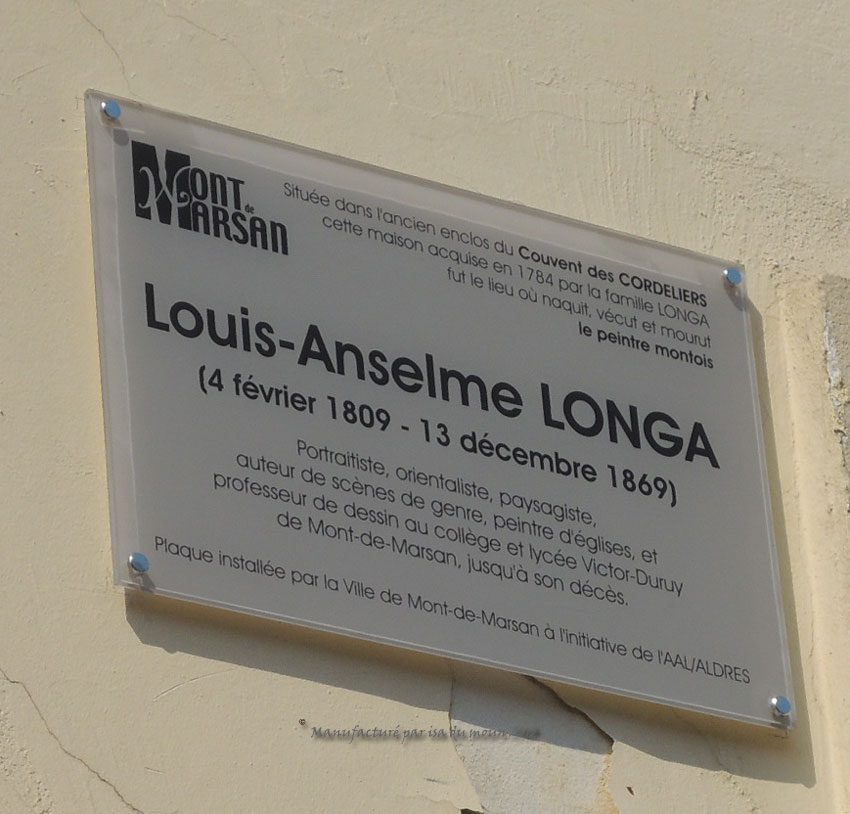 MONT de MARSAN
Située dans l'ancien enclos du Couvent des CORDELIERS
cette maison acquise en 1784 par la famille LONGA
fut le lieu où naquit, vécut et mourut
le peintre montois
Louis-Anselme LONGA
(4 février 1809 - 13 décembre 1869)
Portraitiste, orientaliste, paysagiste,
auteur de scènes de genre, peintre d'églises, et
professeur de dessin au collège et lycée Victor-Duruy
de Mont-de-Marsan, jusqu'à son décès.
Plaque installée par la Ville de Mont-de-Marsan à l'initiative de l'AAL/ALDRES
© Manufacturé par isa du moun